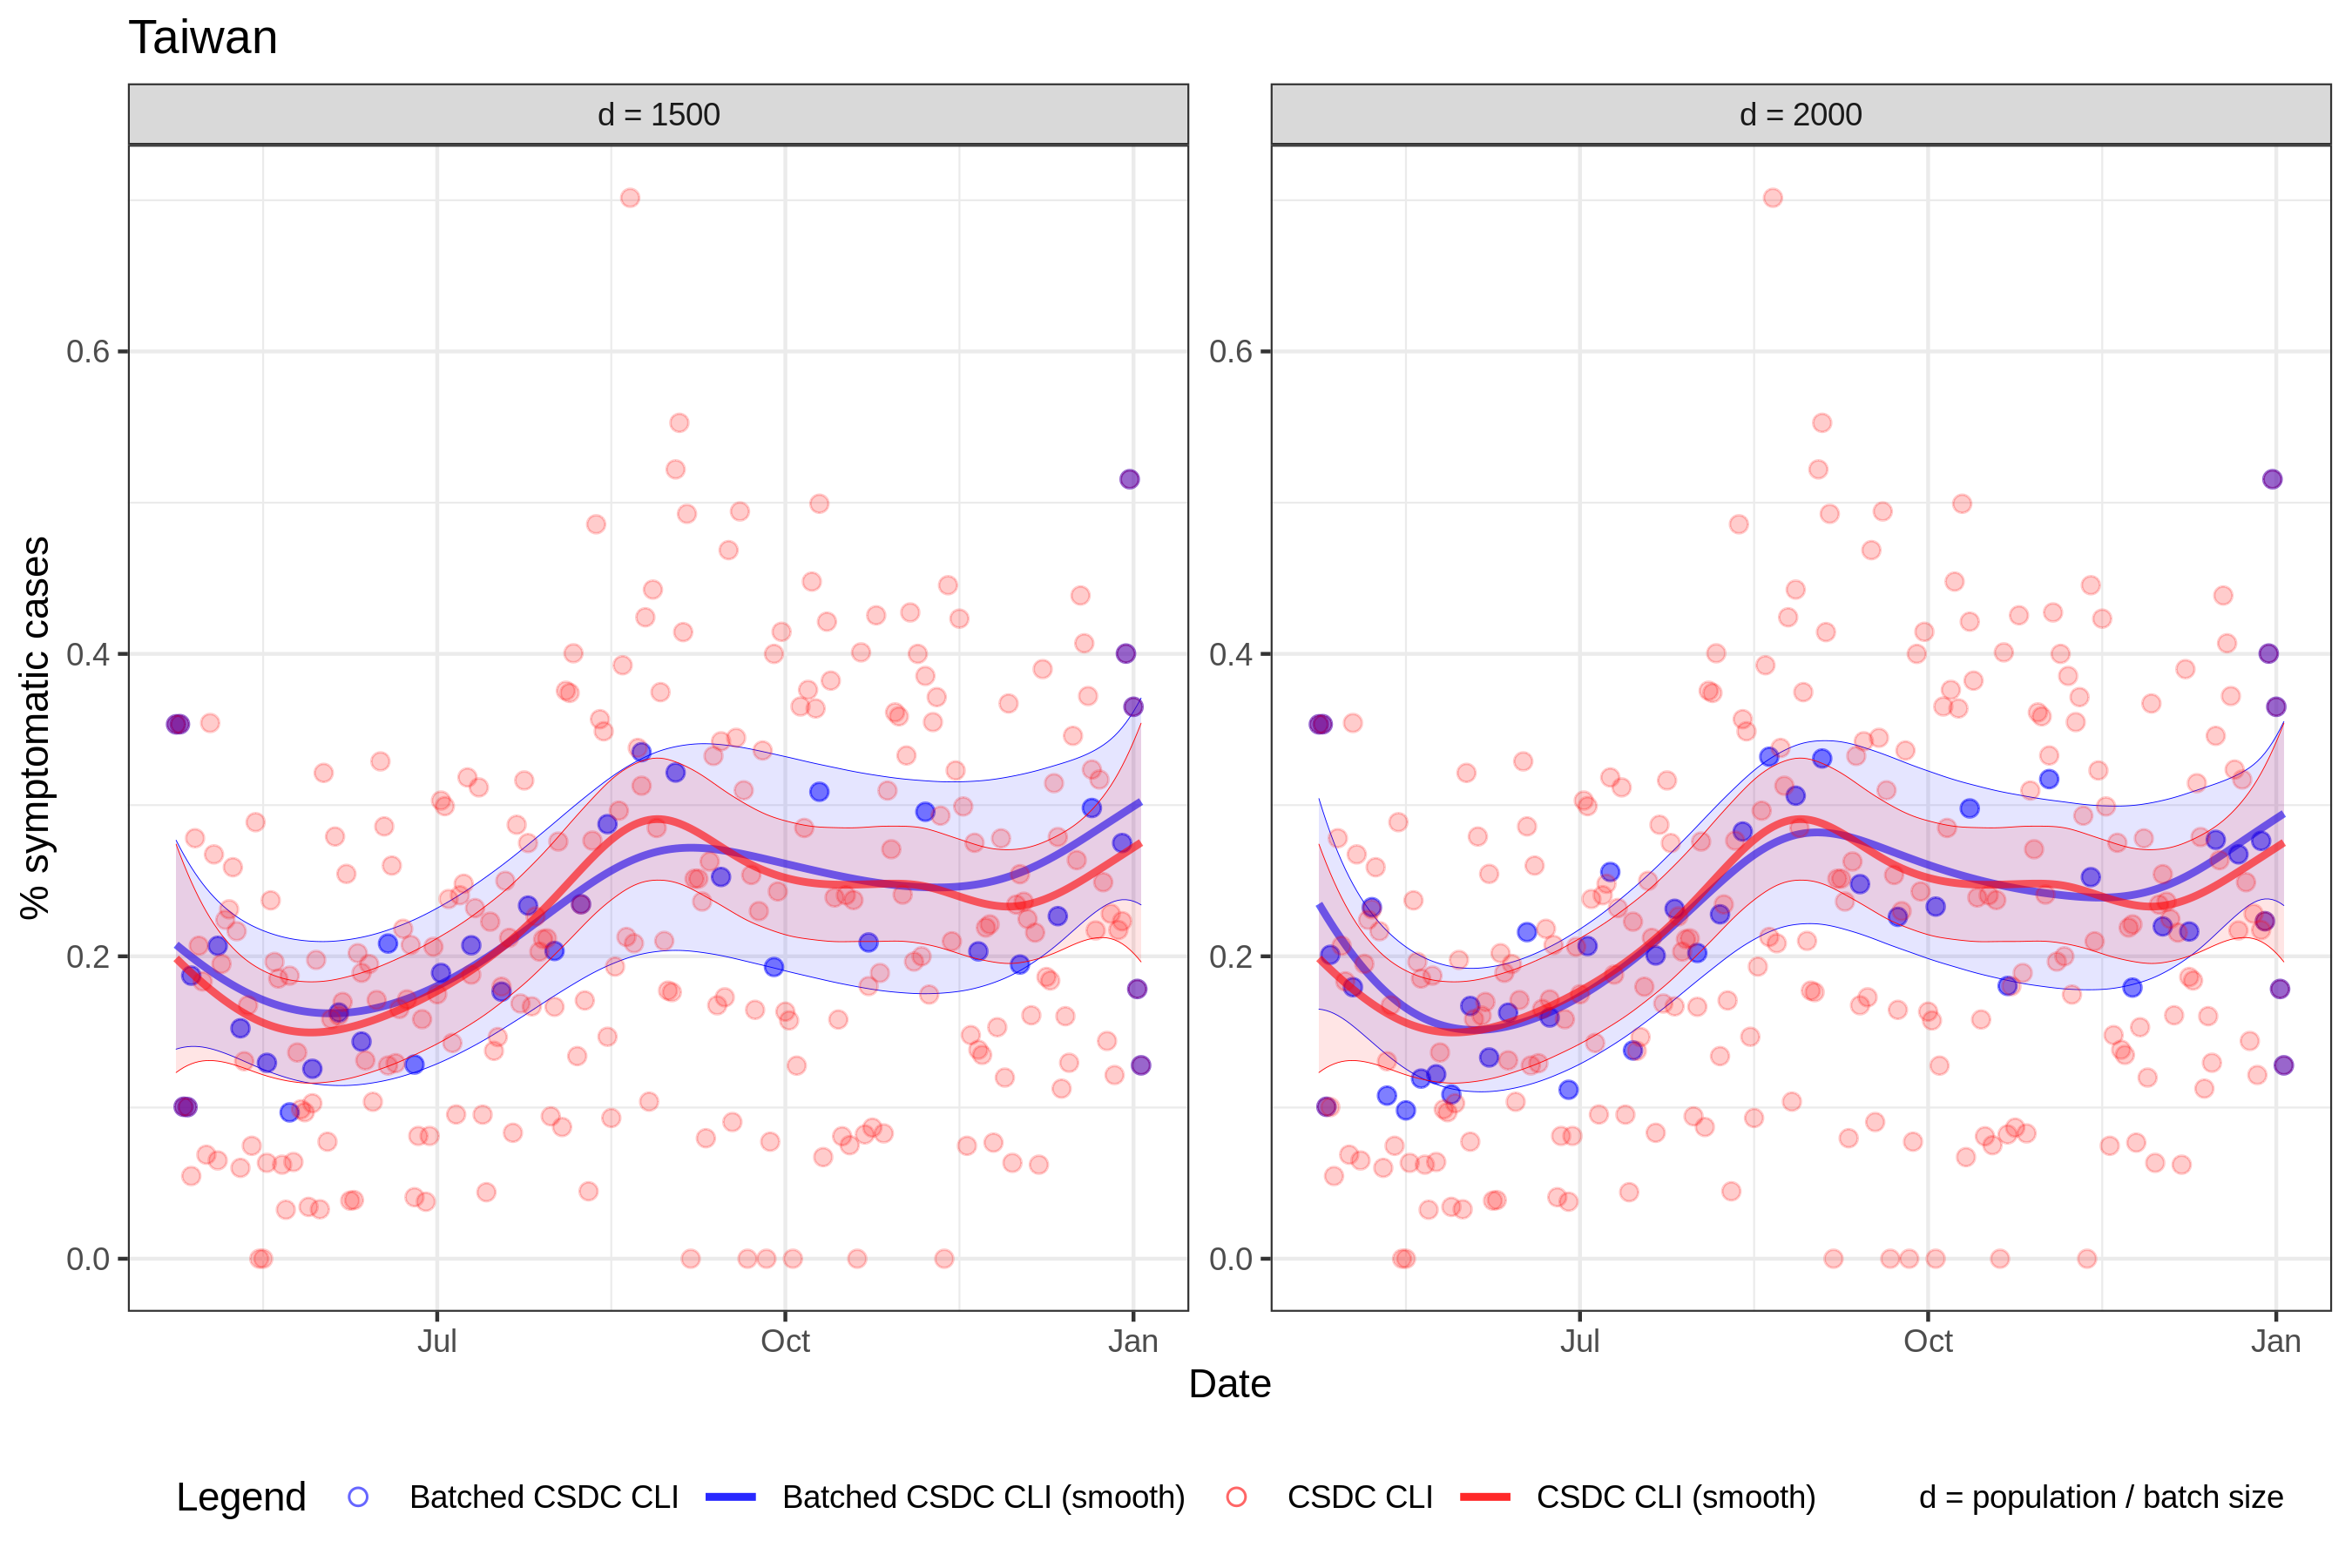 Taiwan
d = 1500
d = 2000
% symptomatic cases
0.6
0.4
0.2
0.0
0.6
0.4
0.2
0.0
Jul Oct Jan
Jul Oct Jan
Date
Legend Batched CSDC CLI Batched CSDC CLI (smooth) CSDC CLI CSDC CLI (smooth) d = population / batch size